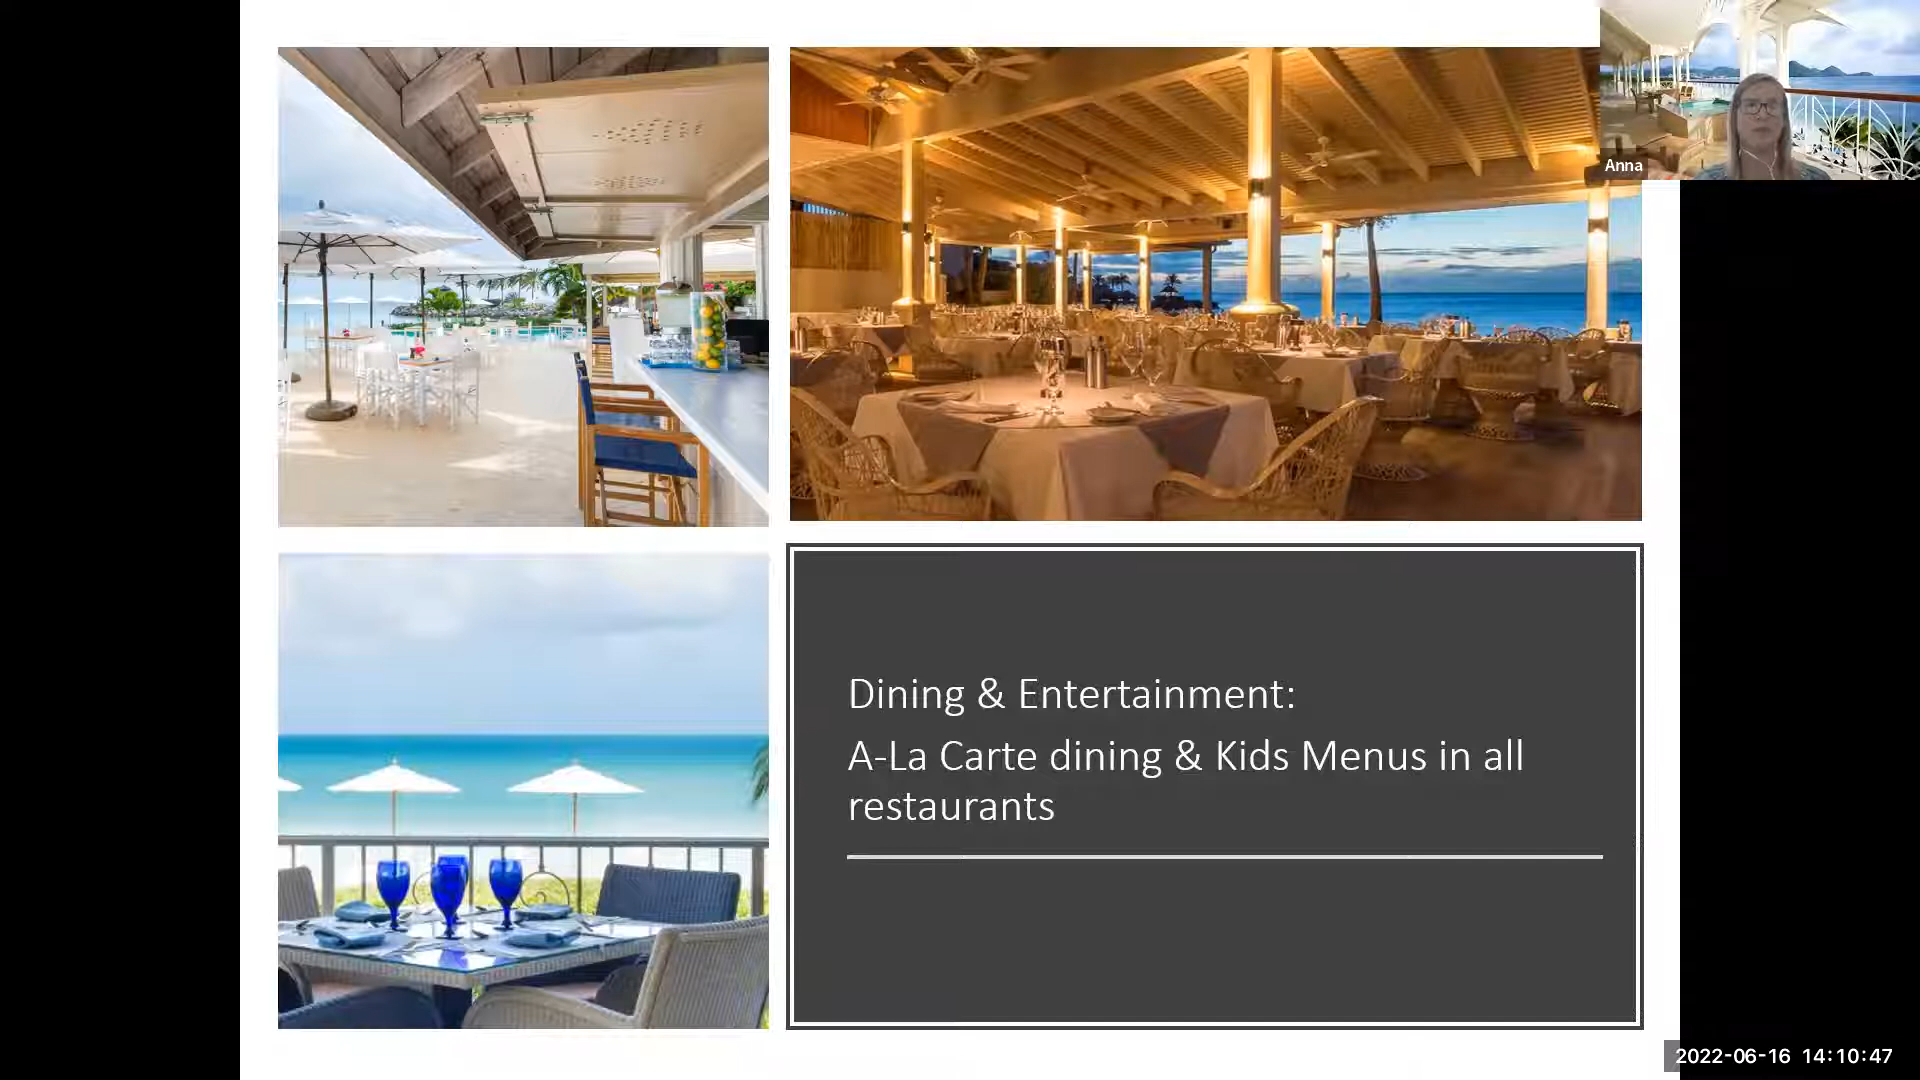 Anna
Dining & Entertainment:
A-La Carte dining & Kids Menus in all
restaurants
2022-06-16 14:10:47